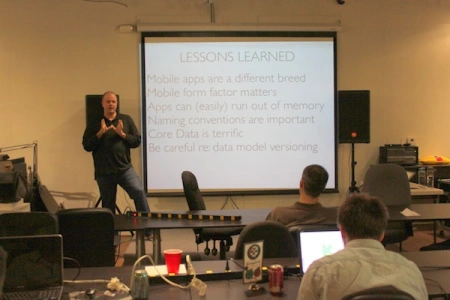 LESSONS LEARNED
Mobile apps are a different breed
Mobile form factor matters
Apps can (easily) run out of memory
Naming conventions are important
Core Data is terrific
Be careful re: data model versioning